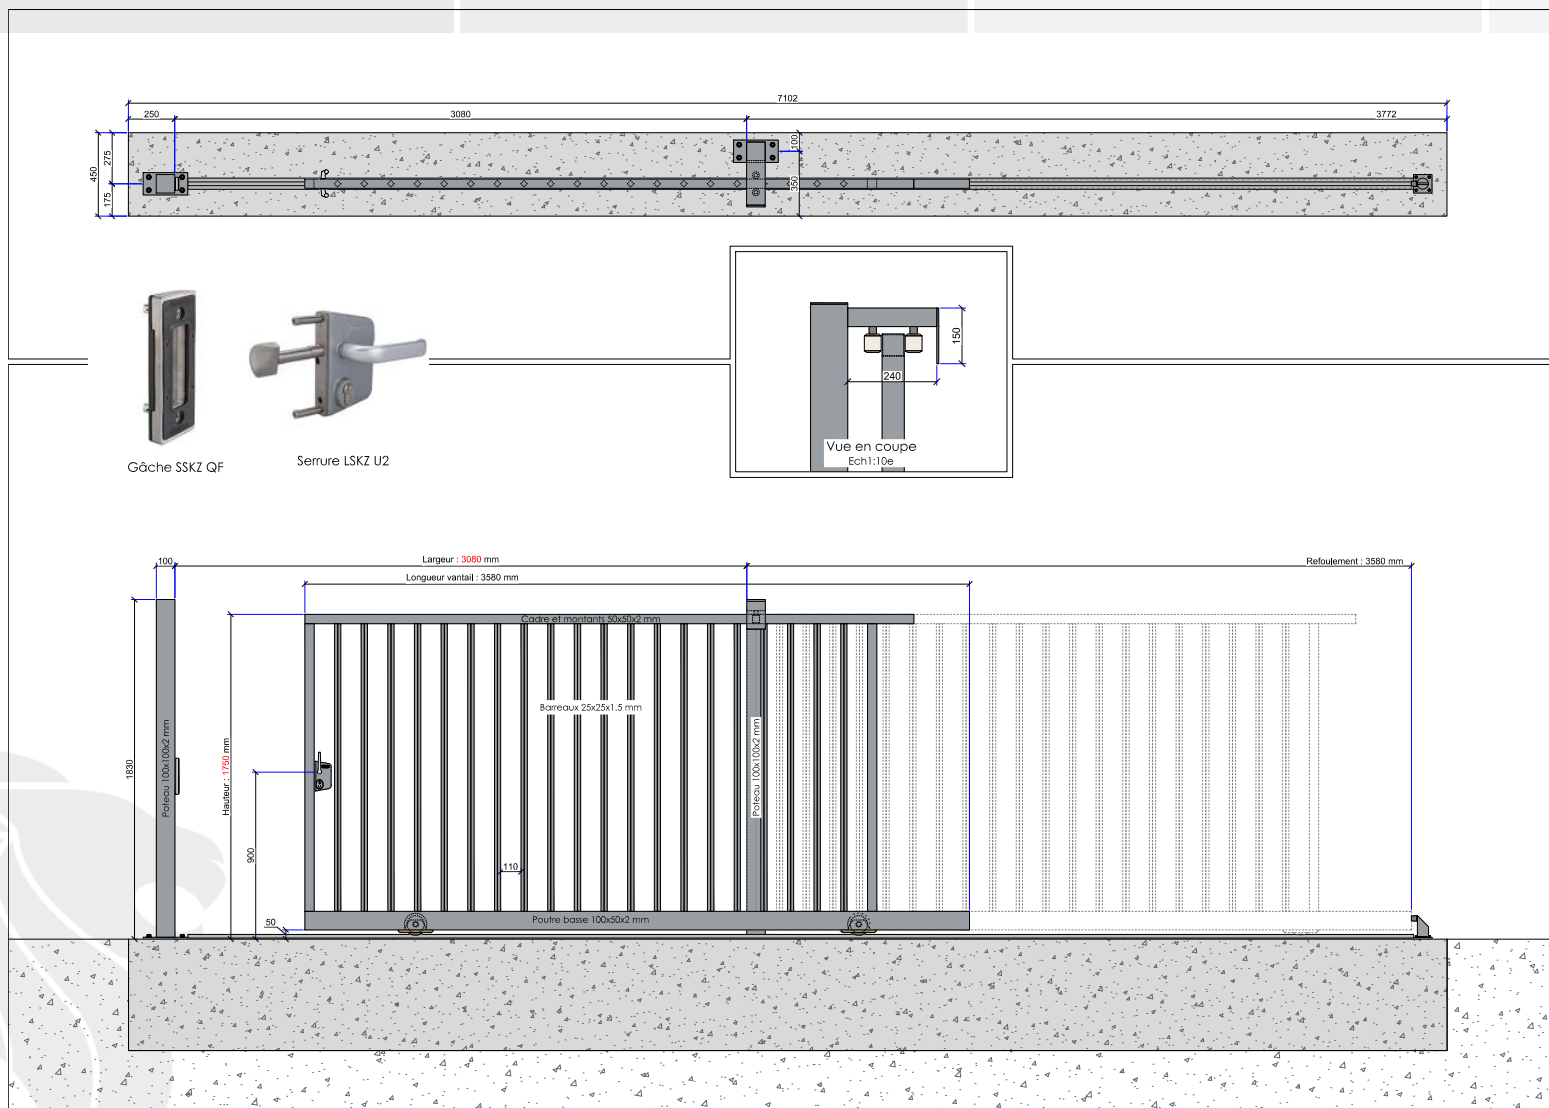 7102
250
3080
3772
450
275
175
100
350
150
240
Vue en coupe
Ech1:10e
Gâche SSKZ QF
Serrure LSKZ U2
100
Largeur : 3080 mm
Refoulement : 3580 mm
Longueur vantail : 3580 mm
Cadre et montants 50x50x2 mm
Barreaux 25x25x1.5 mm
Poteau 100x100x2 mm
Poteau 100x100x2 mm
1830
Hauteur : 1750 mm
900
110
50
Poutre basse 100x50x2 mm